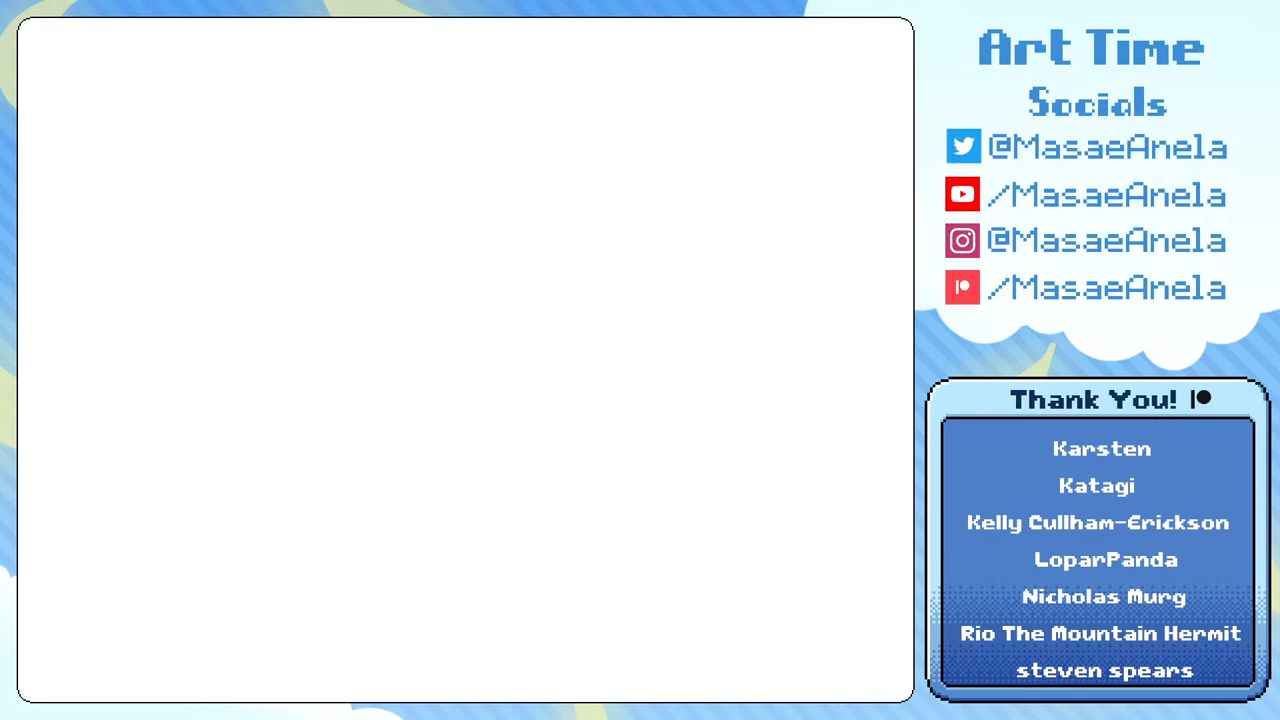 Art Time
Socials
@MasaeAnela
/MasaeAnela
@MasaeAnela
/MasaeAnela
Thank You!
Karsten
Katagi
Kelly Cullham-Erickson
LoparPanda
Nicholas Murg
Rio The Mountain Hermit
steven spears